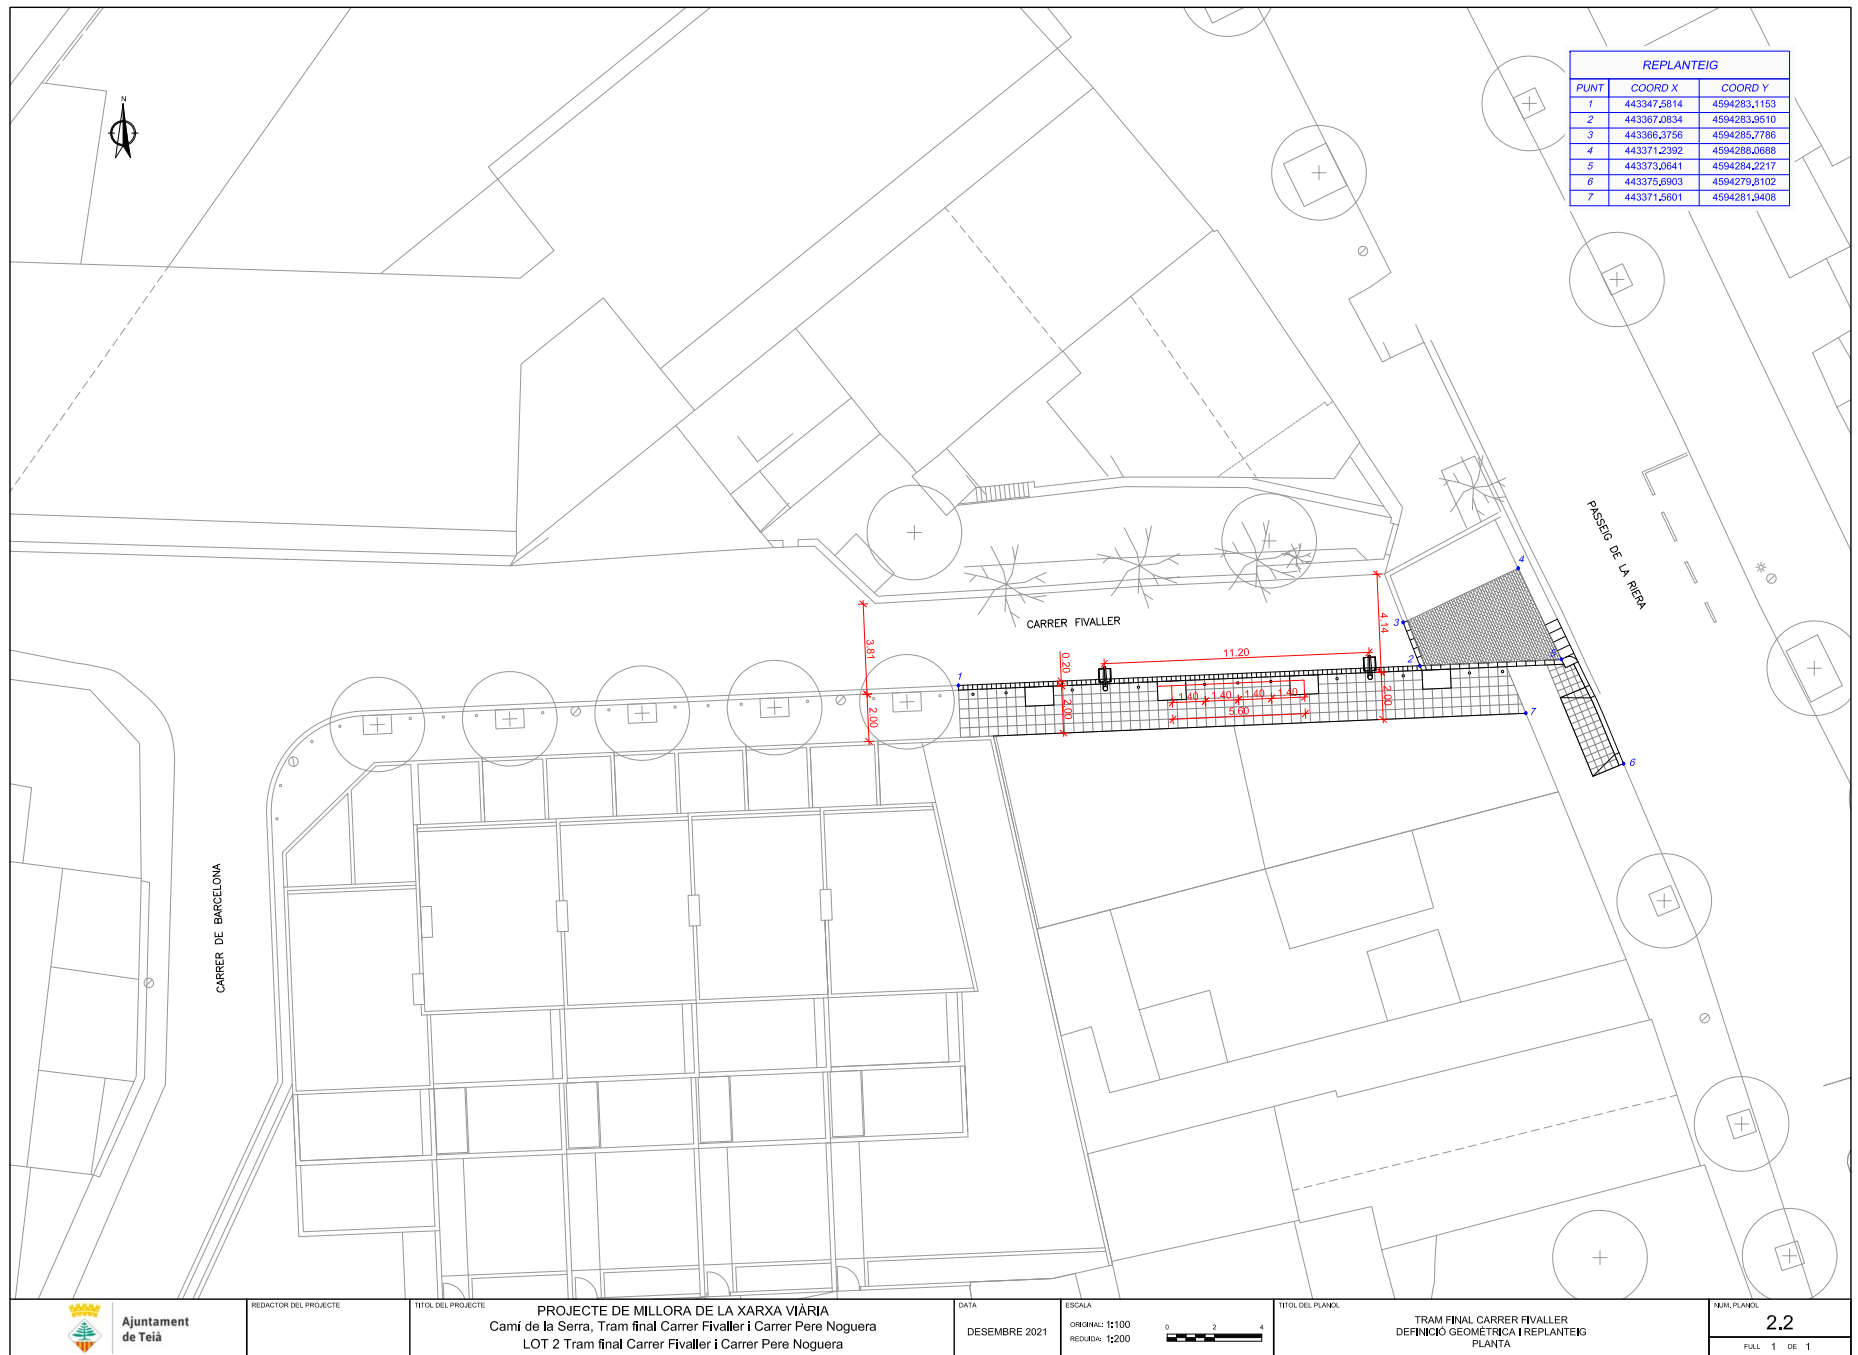 REPLANTEIG
PUNT COORD X COORD Y
1 443347,5814 4594283,1153
2 443367,0834 4594283,9510
3 443366,3756 4594285,7786
4 443371,2392 4594288,0688
5 443373,0641 4594284,2217
6 443375,6903 4594279,8102
7 443371,5601 4594281,9408
N
PASSEIG DE LA RIERA
CARRER FIVALLER
CARRER DE BARCELONA
4
3
2
5
1
7
6
3.81
2.00
0.20
2.00
11.20
4.14
2.00
1.40 1.40 1.40 1.40
5.60
Ajuntament
de Teià
REDACTOR DEL PROJECTE
TITOL DEL PROJECTE
PROJECTE DE MILLORA DE LA XARXA VIÀRIA
Camí de la Serra, Tram final Carrer Fivaller i Carrer Pere Noguera
LOT 2 Tram final Carrer Fivaller i Carrer Pere Noguera
DATA
DESEMBRE 2021
ESCALA
ORIGINAL: 1:100
REDUIDA: 1:200
0 2 4
TITOL DEL PLANOL
TRAM FINAL CARRER FIVALLER
DEFINICIÓ GEOMÈTRICA I REPLANTEIG
PLANTA
NUM. PLANOL
2.2
FULL 1 DE 1